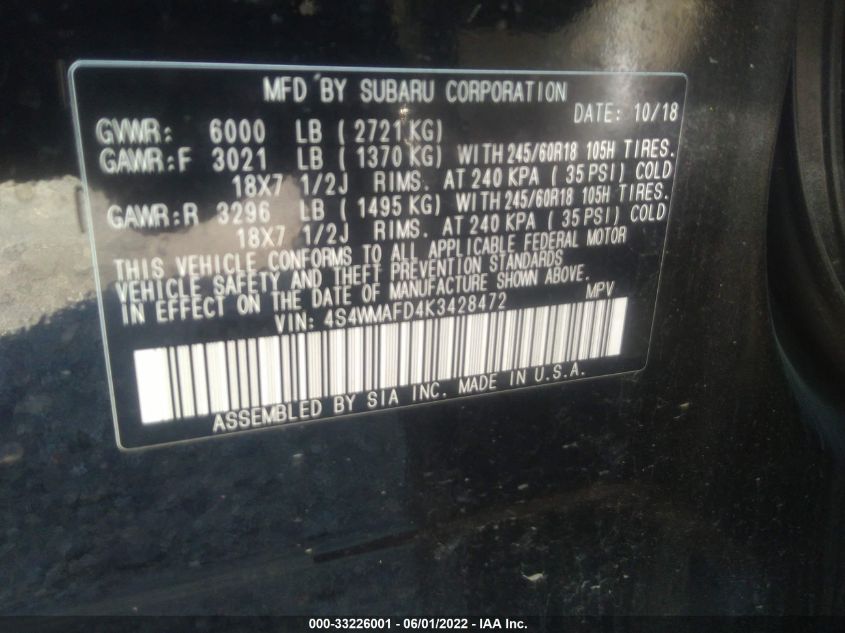 MFD BY SUBARU CORPORATION
DATE: 10/18
GVWR: 6000 LB (2721 KG)
GAWR:F 3021 LB (1370 KG) WITH 245/60R18 105H TIRES.
18X7 1/2J RIMS. AT 240 KPA (35 PSI) COLD
GAWR:R 3296 LB (1495 KG) WITH 245/60R18 105H TIRES.
18X7 1/2J RIMS. AT 240 KPA (35 PSI) COLD
THIS VEHICLE CONFORMS TO ALL APPLICABLE FEDERAL MOTOR
VEHICLE SAFETY AND THEFT PREVENTION STANDARDS
IN EFFECT ON THE DATE OF MANUFACTURE SHOWN ABOVE.
VIN: 4S4WMAFD4K3428472 MPV
ASSEMBLED BY SIA INC. MADE IN U.S.A.
000-33226001 - 06/01/2022 - IAA Inc.